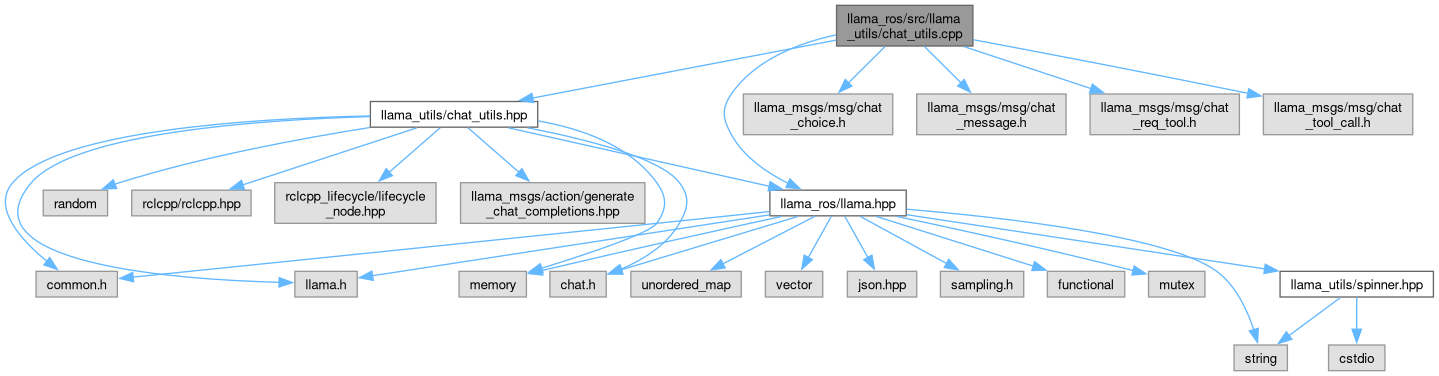 llama_ros/src/llama
_utils/chat_utils.cpp
llama_utils/chat_utils.hpp
llama_msgs/msg/chat
_choice.h
llama_msgs/msg/chat
_message.h
llama_msgs/msg/chat
_req_tool.h
llama_msgs/msg/chat
_tool_call.h
random
rclcpp/rclcpp.hpp
rclcpp_lifecycle/lifecycle
_node.hpp
llama_msgs/action/generate
_chat_completions.hpp
llama_ros/llama.hpp
common.h
llama.h
memory
chat.h
unordered_map
vector
json.hpp
sampling.h
functional
mutex
llama_utils/spinner.hpp
string
cstdio